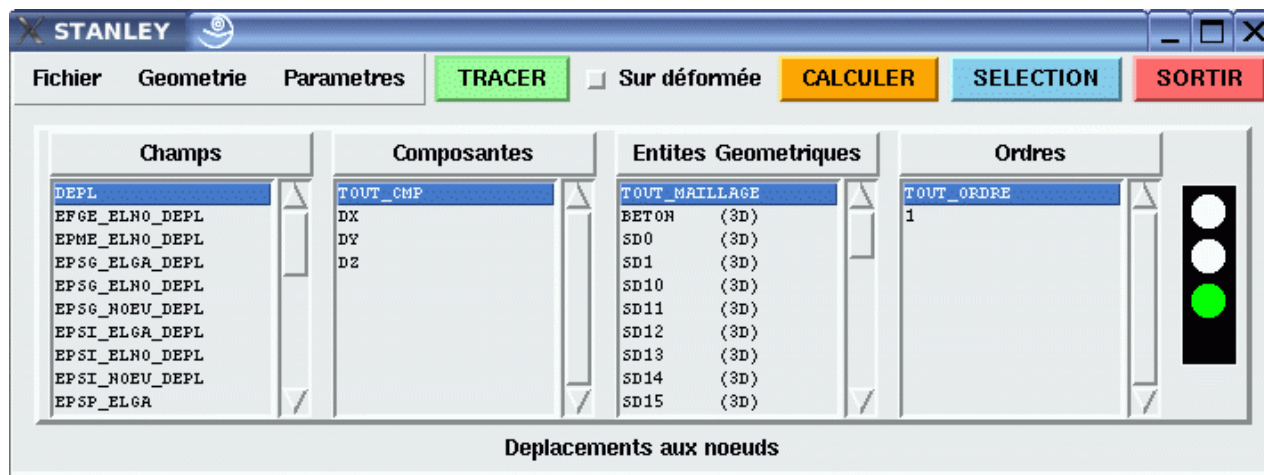 STANLEY
Fichier Geometrie Parametres TRACER Sur déformée CALCULER SELECTION SORTIR
Champs Composantes Entites Geometriques Ordres
DEPL TOUT_CMP TOUT_MAILLAGE TOUT_ORDRE
EFGE_ELNO_DEPL DX BETON (3D) 1
EPME_ELNO_DEPL DY SD0 (3D)
EPSG_ELGA_DEPL DZ SD1 (3D)
EPSG_ELNO_DEPL SD10 (3D)
EPSG_NOEU_DEPL SD11 (3D)
EPSI_ELGA_DEPL SD12 (3D)
EPSI_ELNO_DEPL SD13 (3D)
EPSI_NOEU_DEPL SD14 (3D)
EPSP_ELGA SD15 (3D)
Deplacements aux noeuds